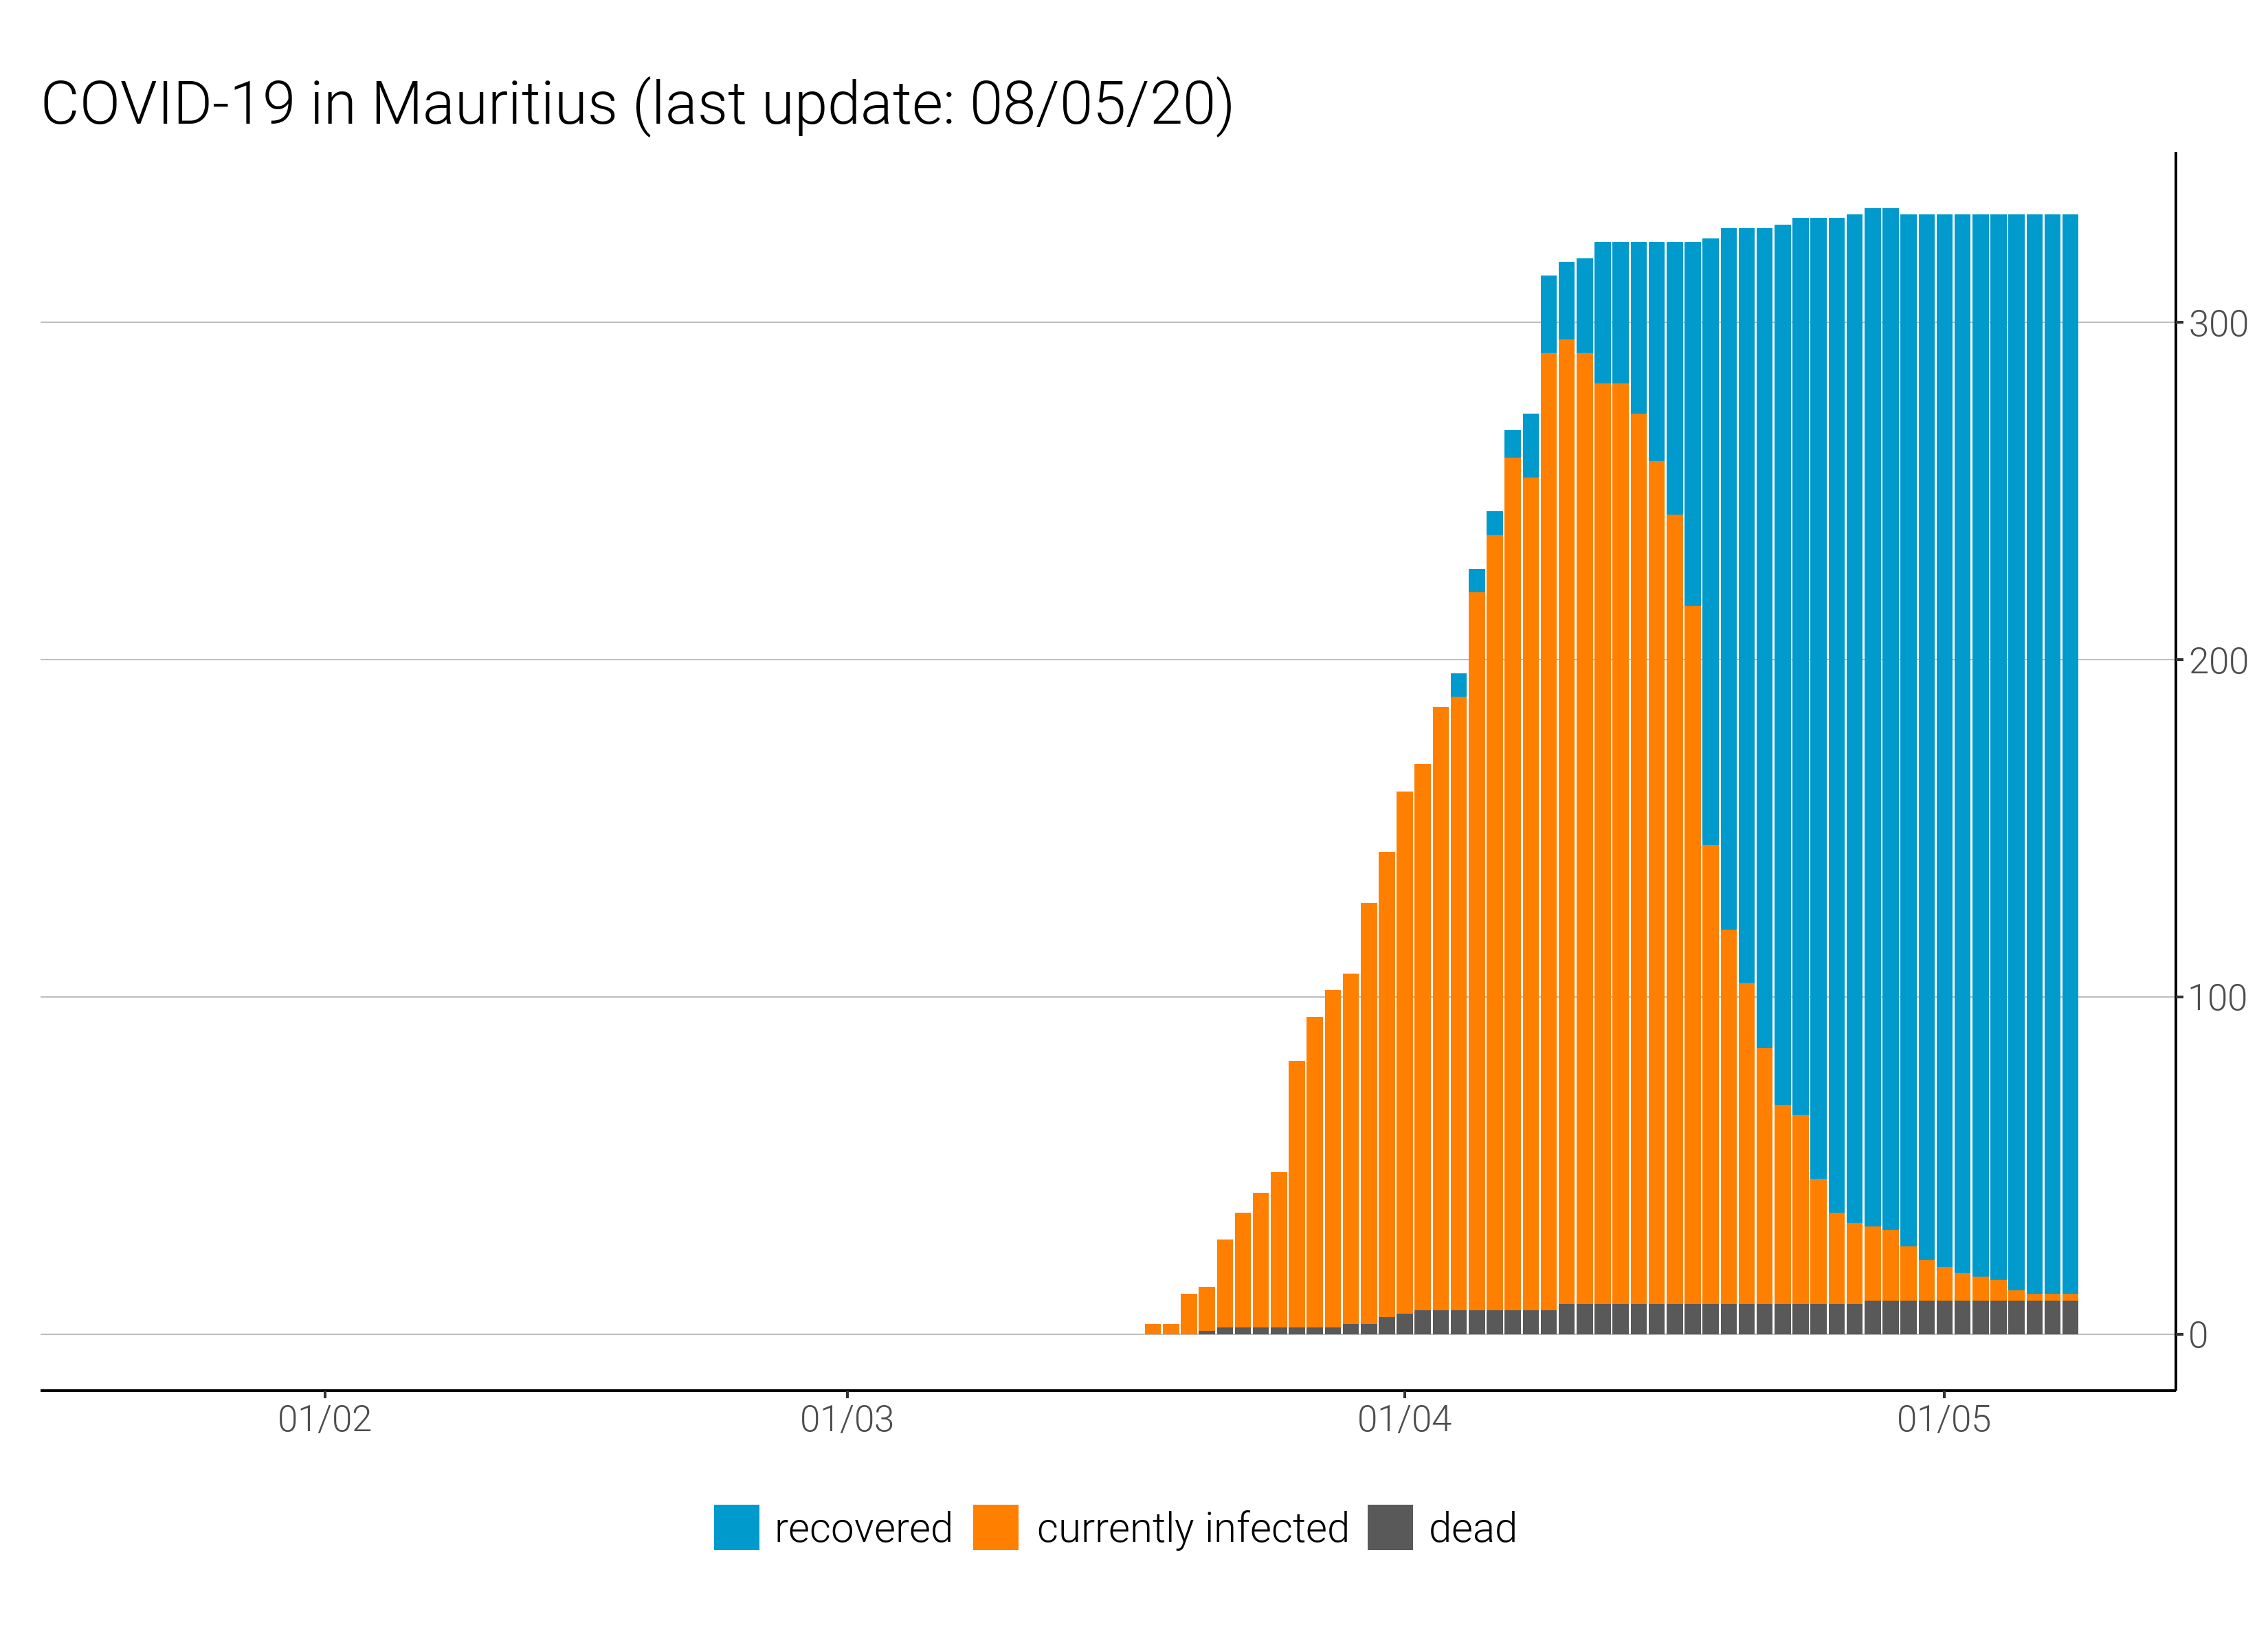 COVID-19 in Mauritius (last update: 08/05/20)
300
200
100
0
01/02 01/03 01/04 01/05
recovered currently infected dead